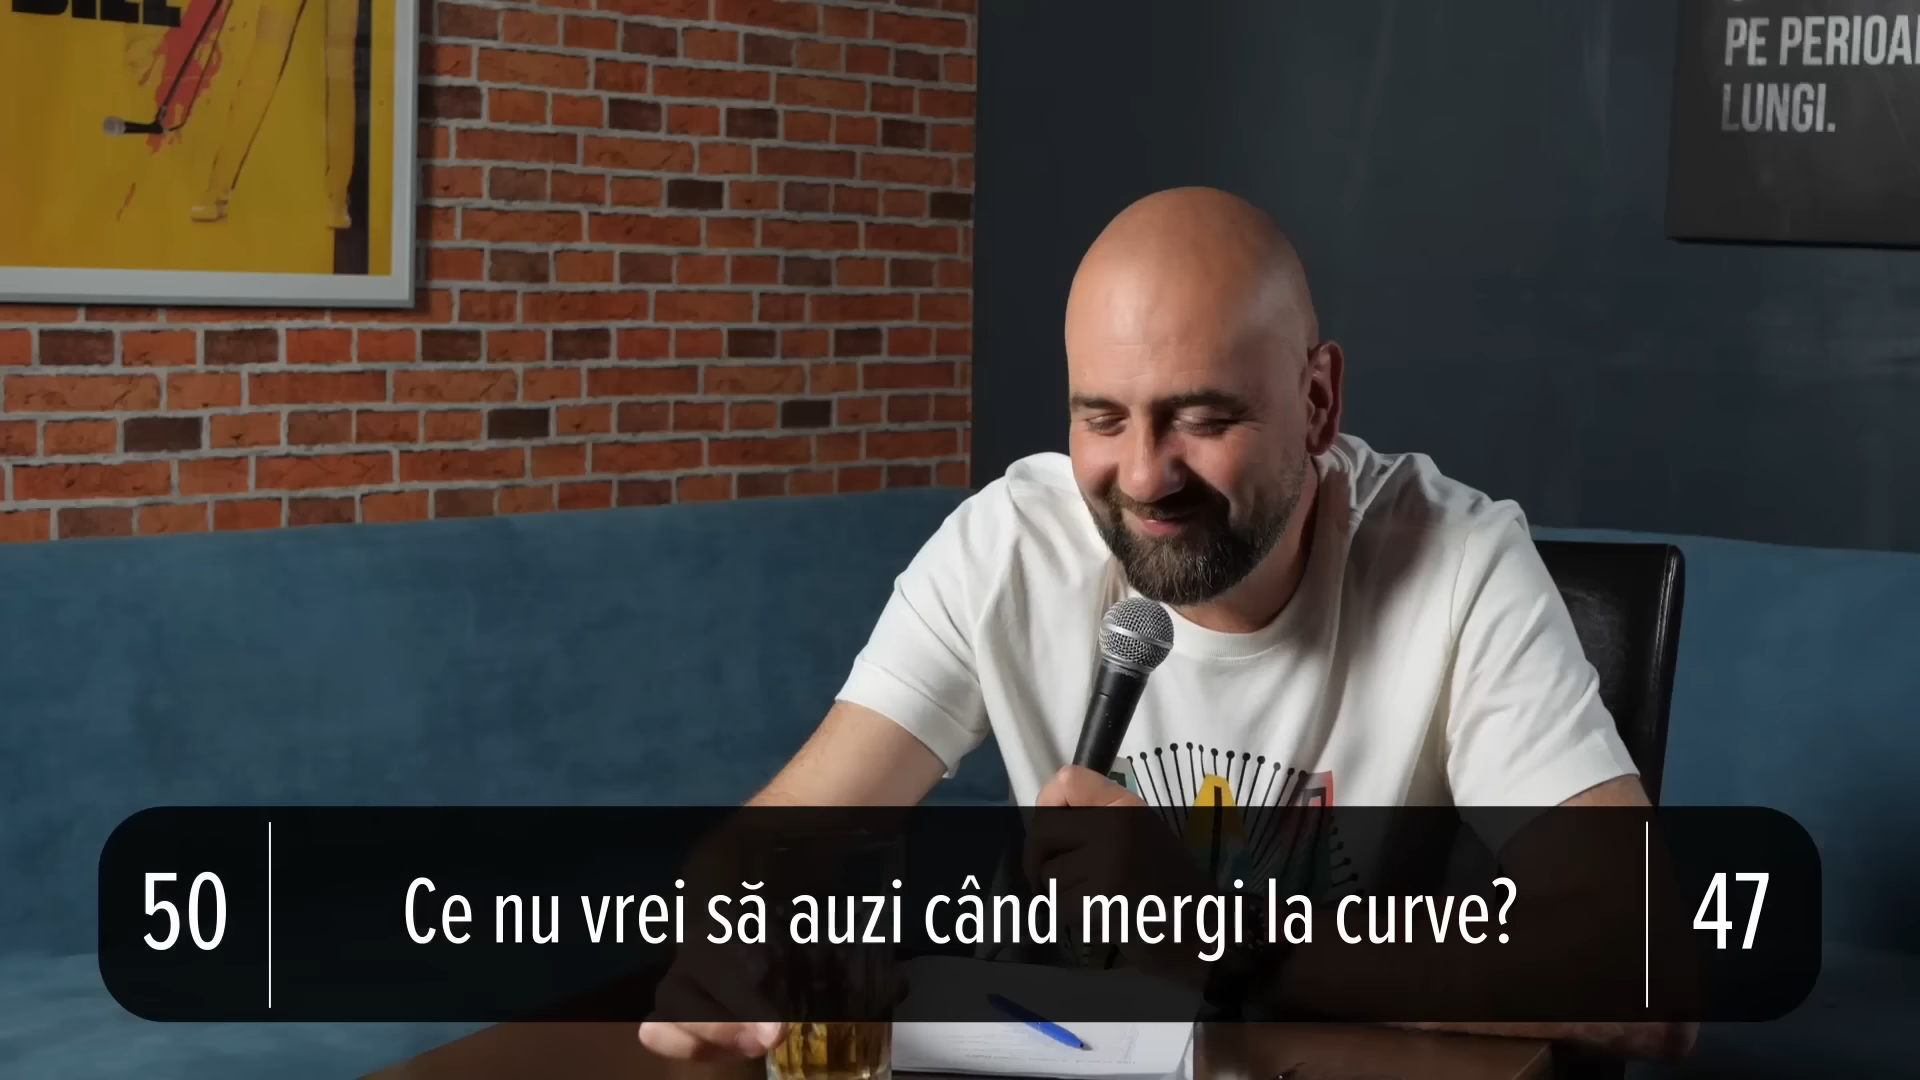 PE PERIOA
LUNGI.
50
Ce nu vrei să auzi când mergi la curve?
47